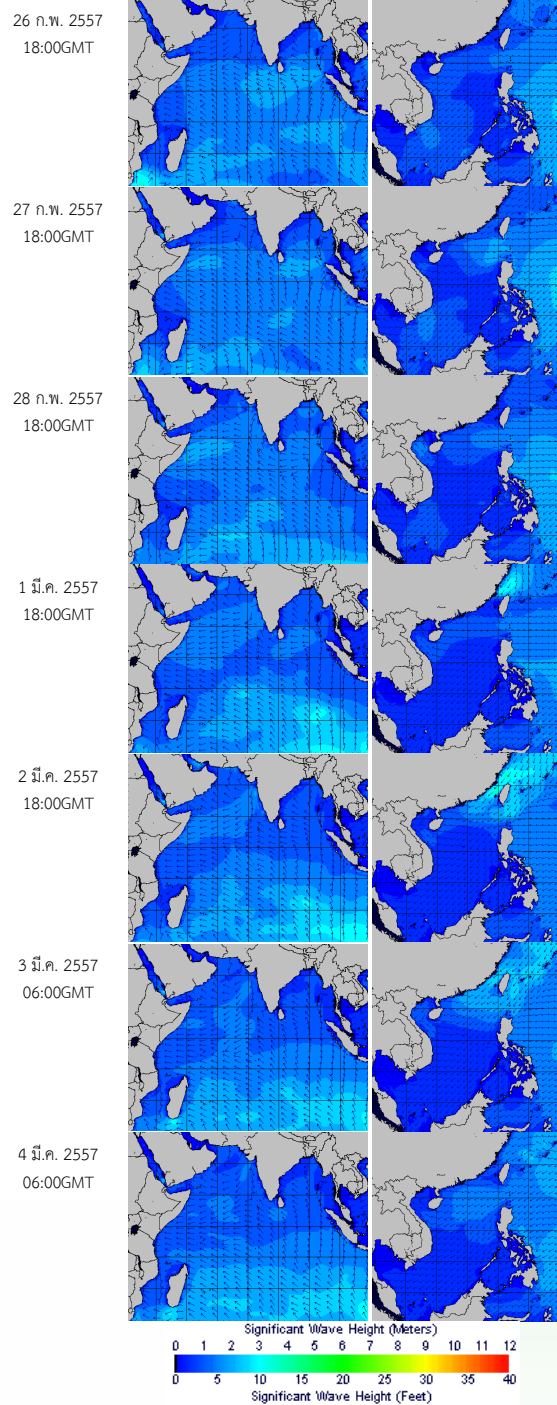 26 ก.พ. 2557
18:00GMT
27 ก.พ. 2557
18:00GMT
28 ก.พ. 2557
18:00GMT
1 มี.ค. 2557
18:00GMT
2 มี.ค. 2557
18:00GMT
3 มี.ค. 2557
06:00GMT
4 มี.ค. 2557
06:00GMT
Significant Wave Height (Meters)
0 1 2 3 4 5 6 7 8 9 10 11 12
0 5 10 15 20 25 30 35 40
Significant Wave Height (Feet)